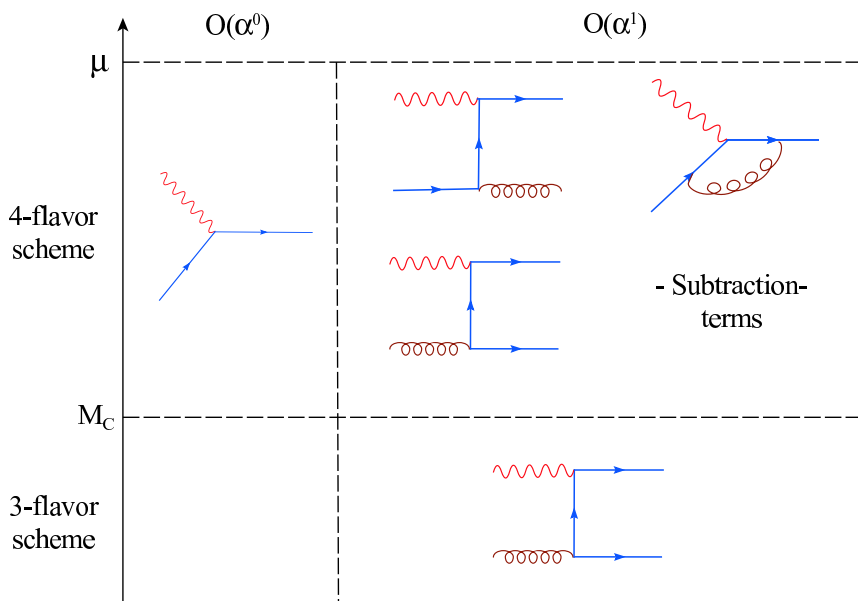 O(α⁰)
O(α¹)
μ
4-flavor
scheme
- Subtraction-
terms
M_C
3-flavor
scheme